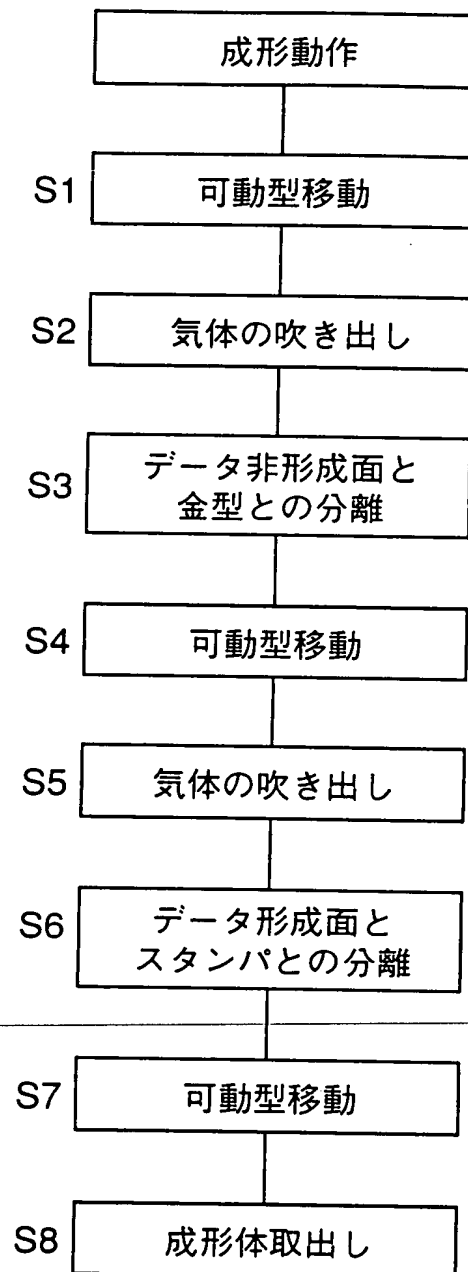 成形動作
S1 可動型移動
S2 気体の吹き出し
S3 データ非形成面と
金型との分離
S4 可動型移動
S5 気体の吹き出し
S6 データ形成面と
スタンパとの分離
S7 可動型移動
S8 成形体取出し